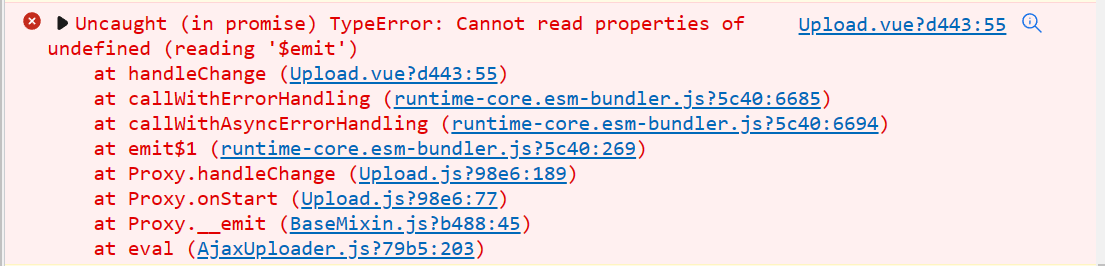 Uncaught (in promise) TypeError: Cannot read properties of Upload.vue?d443:55
undefined (reading '$emit')
at handleChange (Upload.vue?d443:55)
at callWithErrorHandling (runtime-core.esm-bundler.js?5c40:6685)
at callWithAsyncErrorHandling (runtime-core.esm-bundler.js?5c40:6694)
at emit$1 (runtime-core.esm-bundler.js?5c40:269)
at Proxy.handleChange (Upload.js?98e6:189)
at Proxy.onStart (Upload.js?98e6:77)
at Proxy.__emit (BaseMixin.js?b488:45)
at eval (AjaxUploader.js?79b5:203)